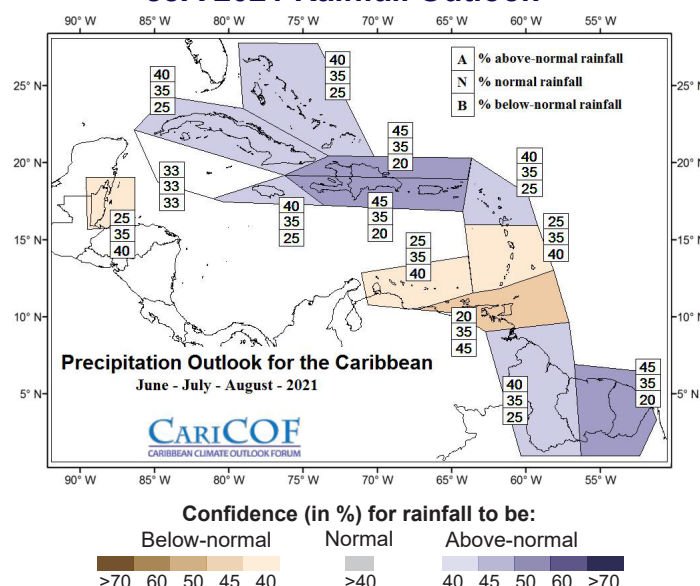 90° W 85° W 80° W 75° W 70° W 65° W 60° W 55° W
A % above-normal rainfall
N % normal rainfall
B % below-normal rainfall
25° N 25° N
20° N 20° N
15° N 15° N
10° N 10° N
5° N 5° N
40
35
25
40
35
25
45
35
20
33
33
33
40
35
25
25
35
40
40
35
25
45
35
20
25
35
40
25
35
40
20
35
45
45
35
20
40
35
25
Precipitation Outlook for the Caribbean
June - July - August - 2021
CARICOF
CARIBBEAN CLIMATE OUTLOOK FORUM
90° W 85° W 80° W 75° W 70° W 65° W 60° W 55° W
Confidence (in %) for rainfall to be:
Below-normal Normal Above-normal
>70 60 50 45 40 >40 40 45 50 60 >70